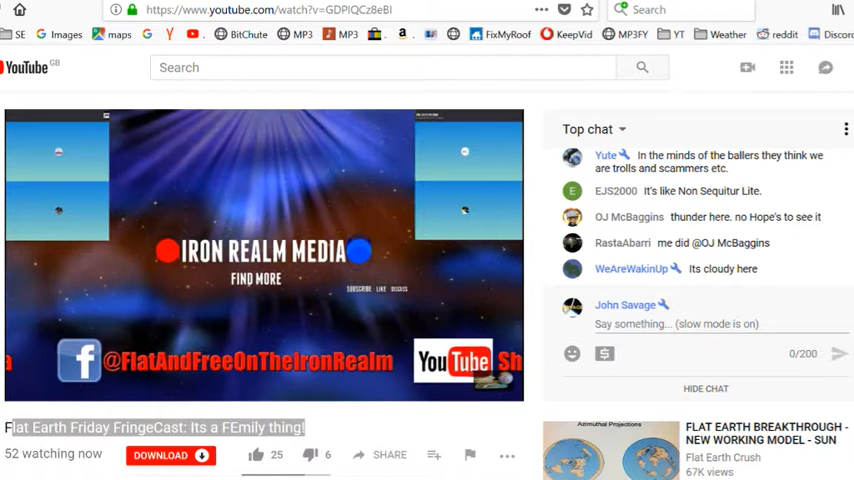 https://www.youtube.com/watch?v=GDPIQCz8eBI
Search
SE
Images
maps
BitChute
MP3
MP3
FixMyRoof
KeepVid
MP3FY
YT
Weather
reddit
Discord
YouTube GB
Search
IRON REALM MEDIA
FIND MORE
SUBSCRIBE LIKE DISCUSS
@FlatAndFreeOnTheIronRealm
YouTube Sh
Flat Earth Friday FringeCast: Its a FEmily thing!
52 watching now
DOWNLOAD
25
6
SHARE
Top chat
Yute In the minds of the ballers they think we
are trolls and scammers etc.
EJS2000 It's like Non Sequitur Lite.
OJ McBaggins thunder here. no Hope's to see it
RastaAbarri me did @OJ McBaggins
WeAreWakinUp Its cloudy here
John Savage
Say something... (slow mode is on)
0/200
HIDE CHAT
Azimuthal Projections
FLAT EARTH BREAKTHROUGH -
NEW WORKING MODEL - SUN
Flat Earth Crush
67K views